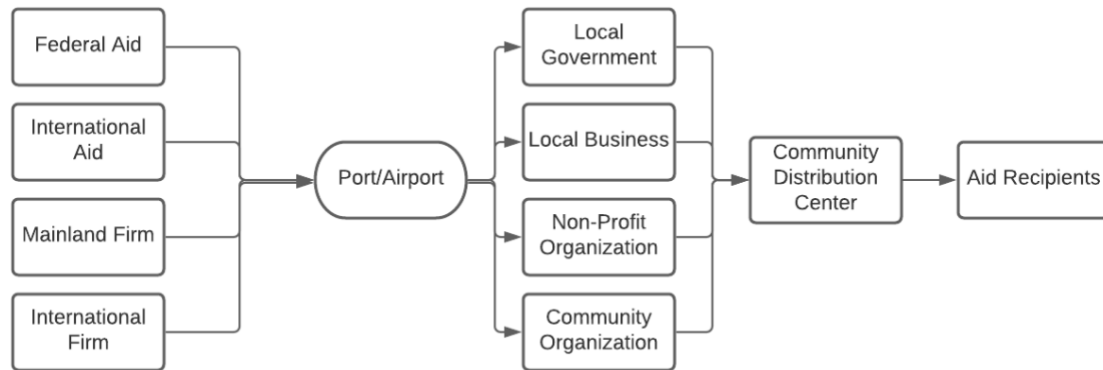 Federal Aid
International
Aid
Mainland Firm
International
Firm
Port/Airport
Local
Government
Local Business
Non-Profit
Organization
Community
Organization
Community
Distribution
Center
Aid Recipients